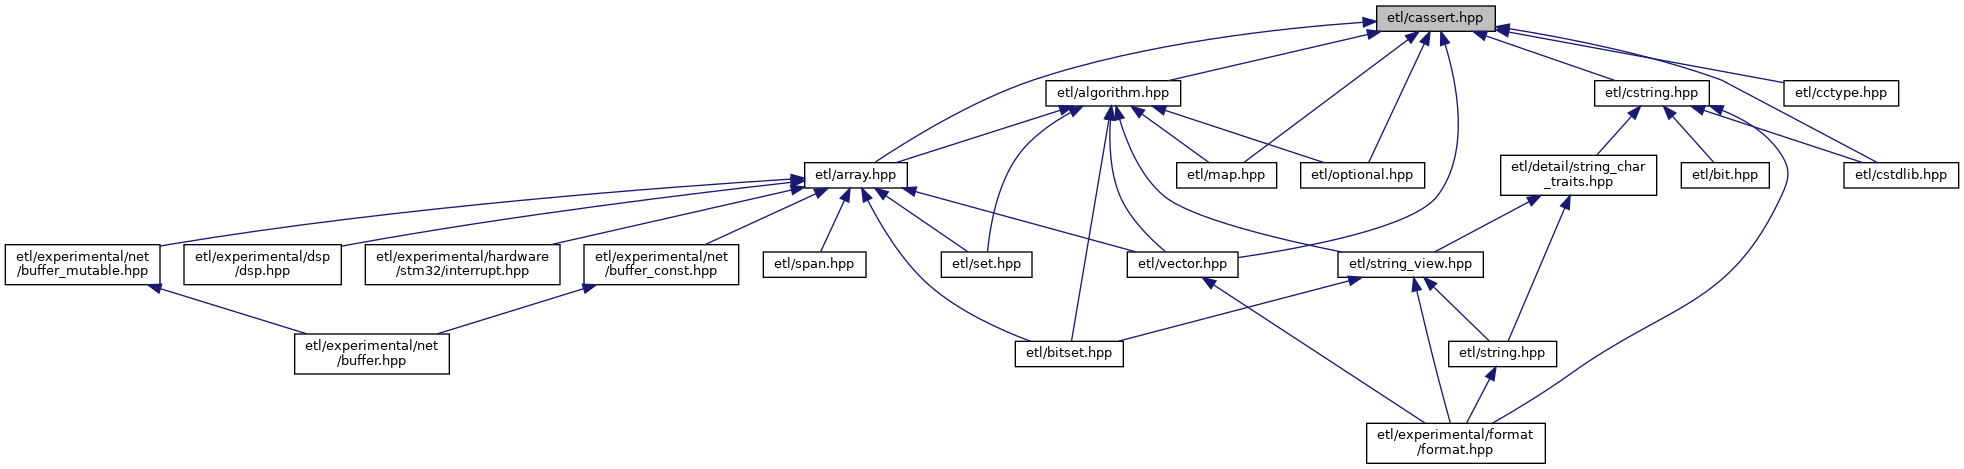 etl/cassert.hpp
etl/algorithm.hpp
etl/cstring.hpp
etl/cctype.hpp
etl/array.hpp
etl/map.hpp
etl/optional.hpp
etl/detail/string_char
_traits.hpp
etl/bit.hpp
etl/cstdlib.hpp
etl/experimental/net
/buffer_mutable.hpp
etl/experimental/dsp
/dsp.hpp
etl/experimental/hardware
/stm32/interrupt.hpp
etl/experimental/net
/buffer_const.hpp
etl/span.hpp
etl/set.hpp
etl/vector.hpp
etl/string_view.hpp
etl/experimental/net
/buffer.hpp
etl/bitset.hpp
etl/string.hpp
etl/experimental/format
/format.hpp